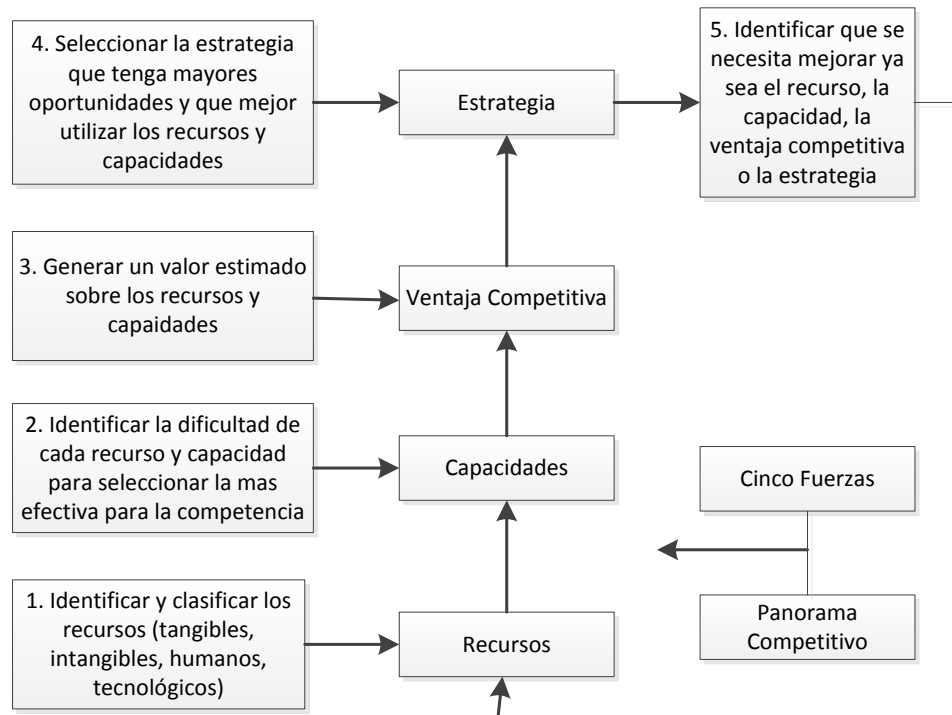 4. Seleccionar la estrategia
que tenga mayores
oportunidades y que mejor
utilizar los recursos y
capacidades
Estrategia
5. Identificar que se
necesita mejorar ya
sea el recurso, la
capacidad, la
ventaja competitiva
o la estrategia
3. Generar un valor estimado
sobre los recursos y
capaidades
Ventaja Competitiva
2. Identificar la dificultad de
cada recurso y capacidad
para seleccionar la mas
efectiva para la competencia
Capacidades
Cinco Fuerzas
1. Identificar y clasificar los
recursos (tangibles,
intangibles, humanos,
tecnológicos)
Recursos
Panorama
Competitivo